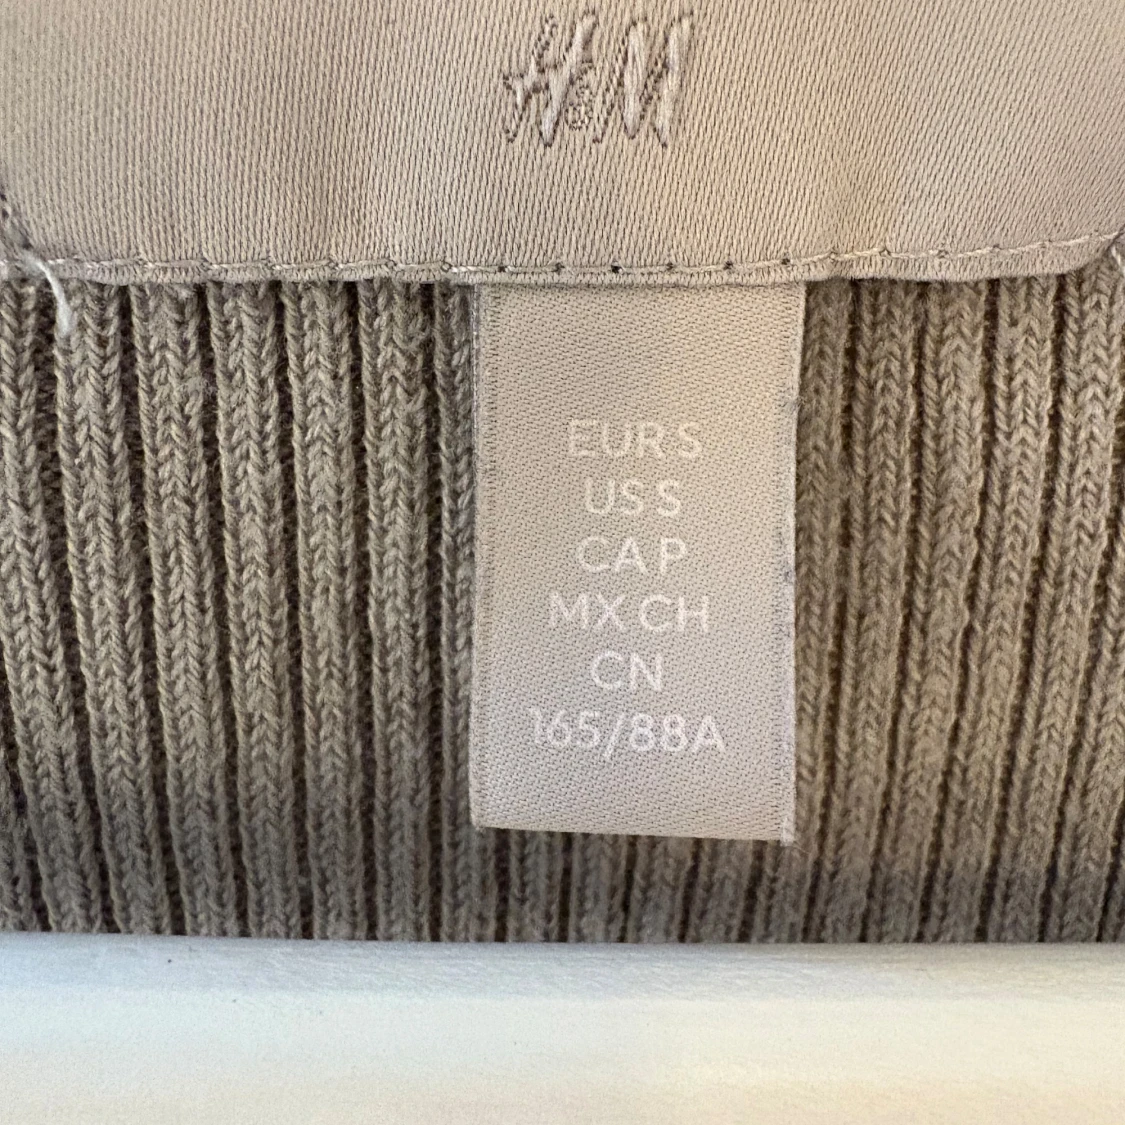 H&M
EUR S
US S
CA P
MX CH
CN
165/88A